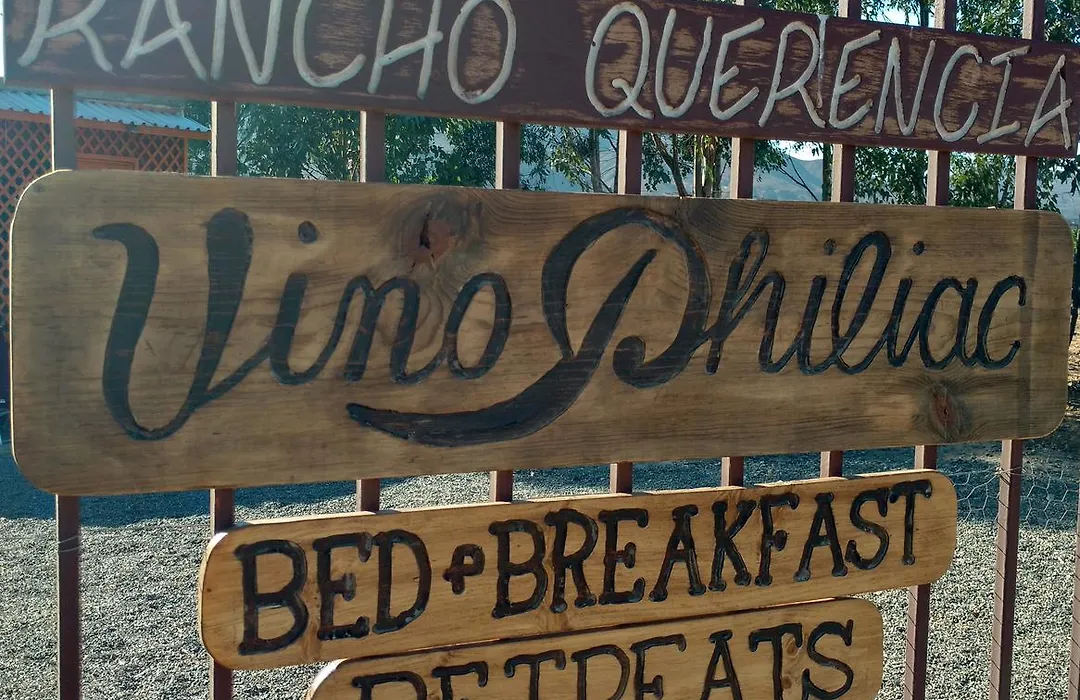 RANCHO QUERENCIA
Vino Philiac
BED & BREAKFAST
RETREATS